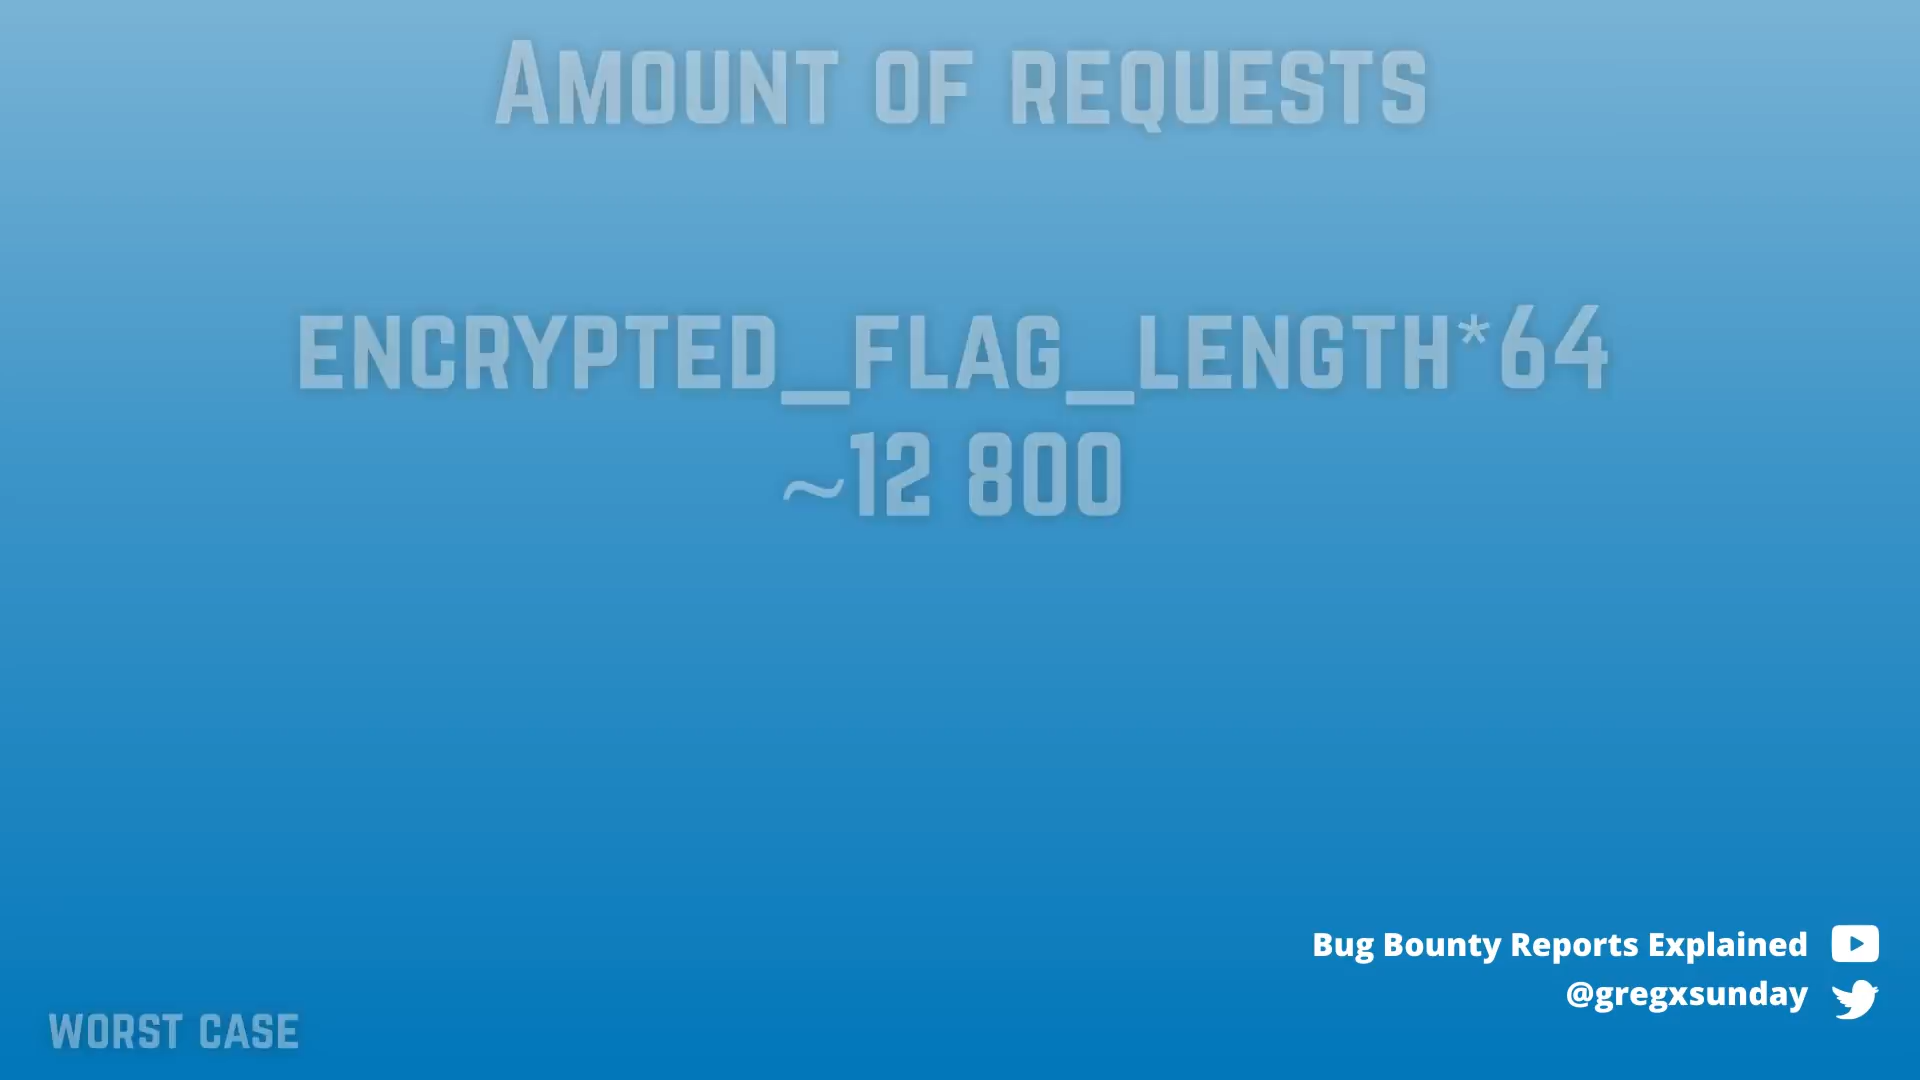 Amount of requests
encrypted_flag_length*64
~12 800
Bug Bounty Reports Explained
@gregxsunday
worst case